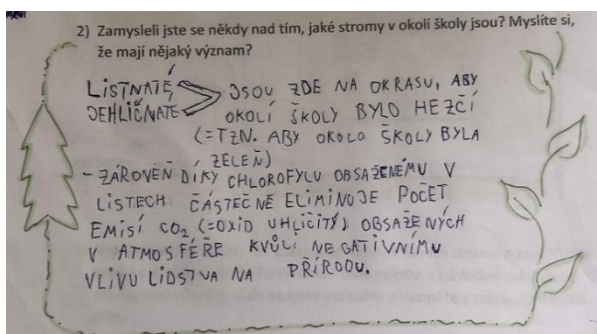 2) Zamysleli jste se někdy nad tím, jaké stromy v okolí školy jsou? Myslíte si,
že mají nějaký význam?
LISTNATÉ, JSOU ZDE NA OKRASU, ABY
JEHLIČNATÉ OKOLÍ ŠKOLY BYLO HEZČÍ
(=TZN. ABY OKOLO ŠKOLY BYLA
ZELEŇ)
- ZÁROVEŇ DÍKY CHLOROFYLU OBSAŽENÉMU V
LISTECH ČÁSTEČNĚ ELIMINUJE POČET
EMISÍ CO₂ (=OXID UHLIČITÝ) OBSAŽENÝCH
V ATMOSFÉŘE KVŮLI NEGATIVNÍMU
VLIVU LIDSTVA NA PŘÍRODU.